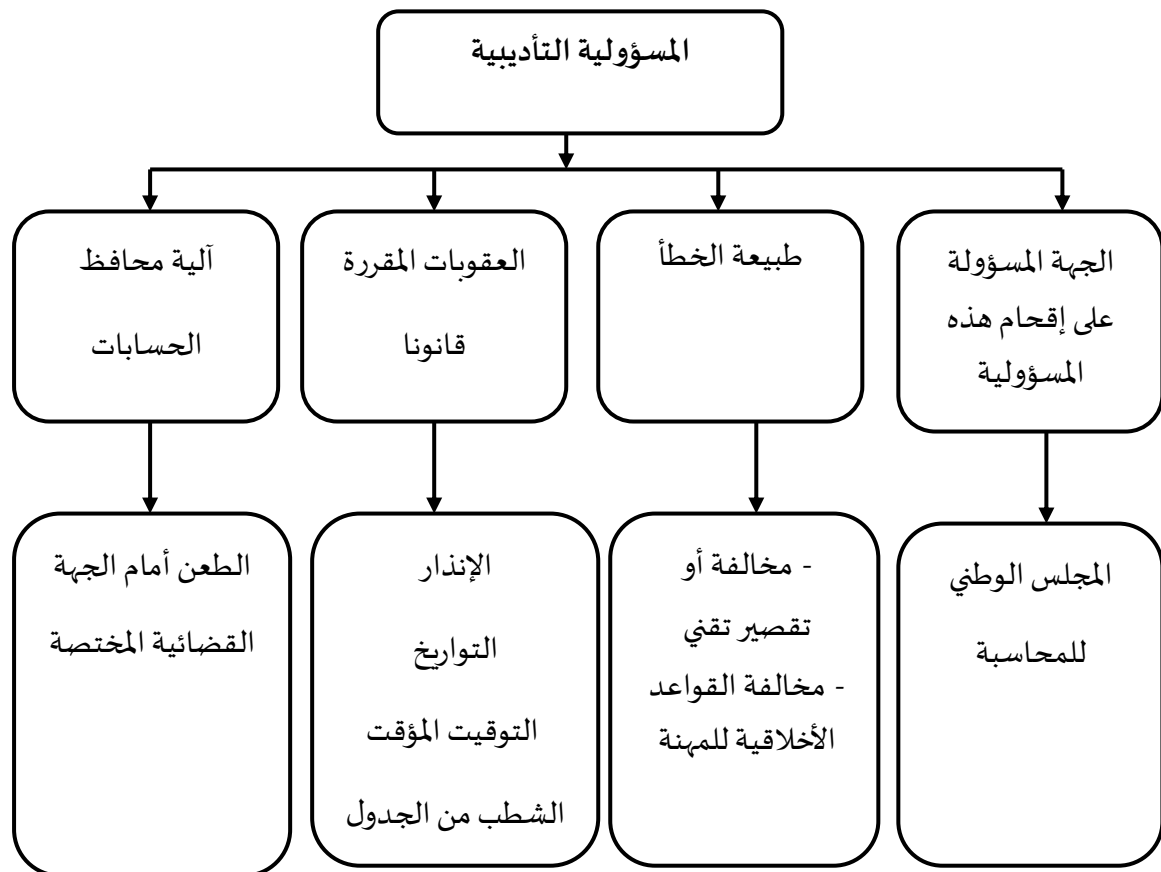 المسؤولية التأديبية
الجهة المسؤولة
على إقحام هذه
المسؤولية
طبيعة الخطأ
العقوبات المقررة
قانونا
آلية محافظ
الحسابات
المجلس الوطني
للمحاسبة
- مخالفة أو
تقصير تقني
- مخالفة القواعد
الأخلاقية للمهنة
الإنذار
التواريخ
التوقيت المؤقت
الشطب من الجدول
الطعن أمام الجهة
القضائية المختصة